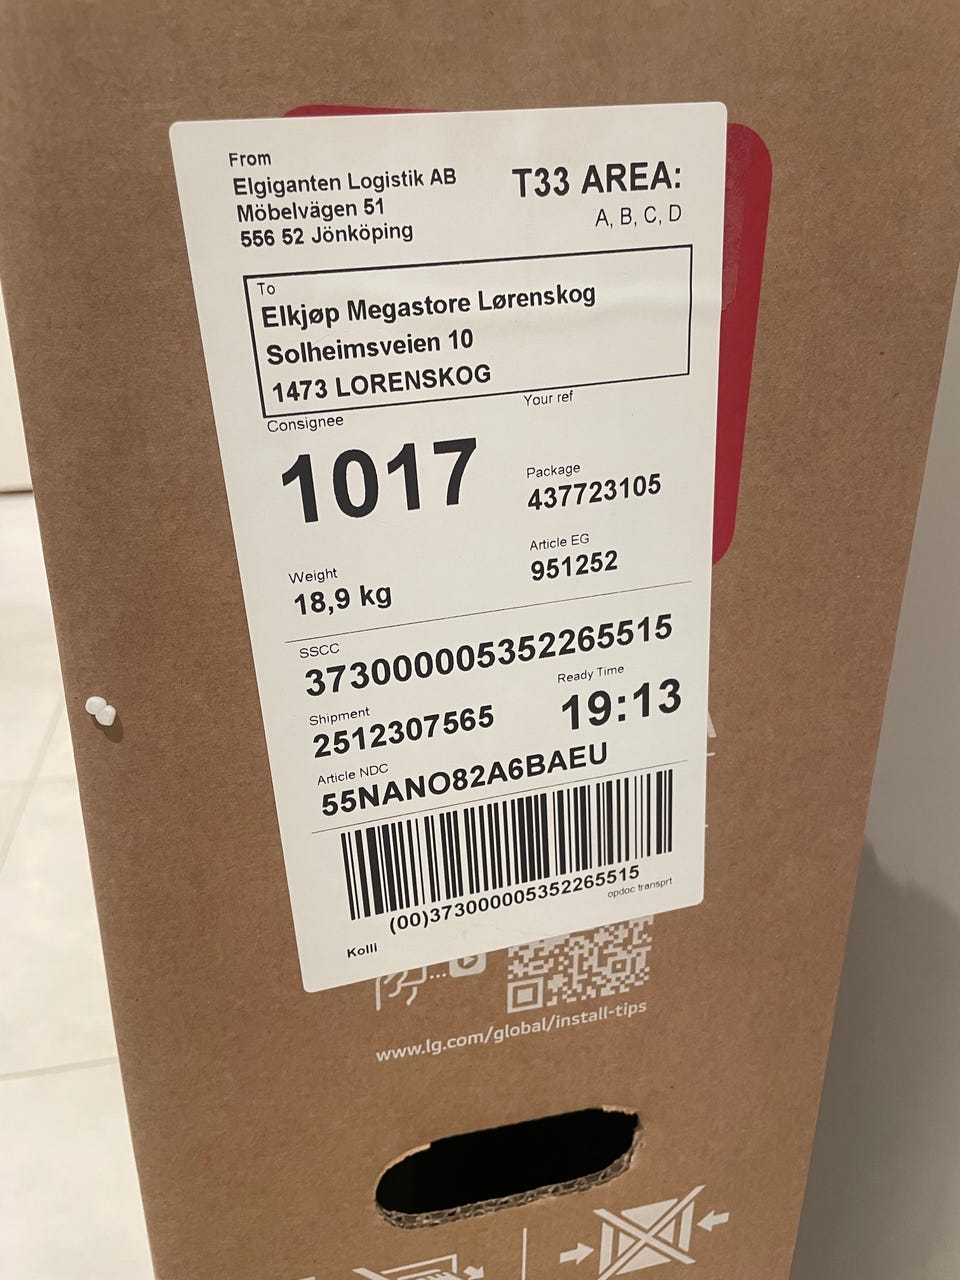 From
Elgiganten Logistik AB
Möbelvägen 51
556 52 Jönköping
T33 AREA:
A, B, C, D
To
Elkjøp Megastore Lørenskog
Solheimsveien 10
1473 LORENSKOG
Consignee
1017
Your ref
Package
437723105
Article EG
951252
Weight
18,9 kg
SSCC
373000005352265515
Shipment
2512307565
Ready Time
19:13
Article NDC
55NANO82A6BAEU
(00)373000005352265515
opdoc transprt
Kolli
www.lg.com/global/install-tips